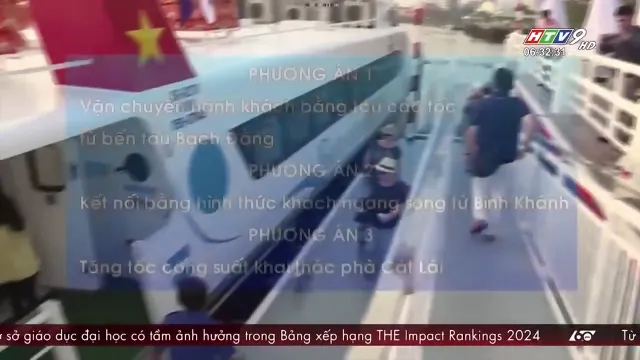 HTV9 HD
06:32:31
PHƯƠNG ÁN 1
Vận chuyển hành khách bằng tàu cao tốc
từ bến tàu Bạch Đằng
PHƯƠNG ÁN 2
Kết nối bằng hình thức khách ngang sông từ Bình Khánh
PHƯƠNG ÁN 3
Tăng tốc công suất khai thác phà Cát Lái
sở giáo dục đại học có tầm ảnh hưởng trong Bảng xếp hạng THE Impact Rankings 2024
60 Từ